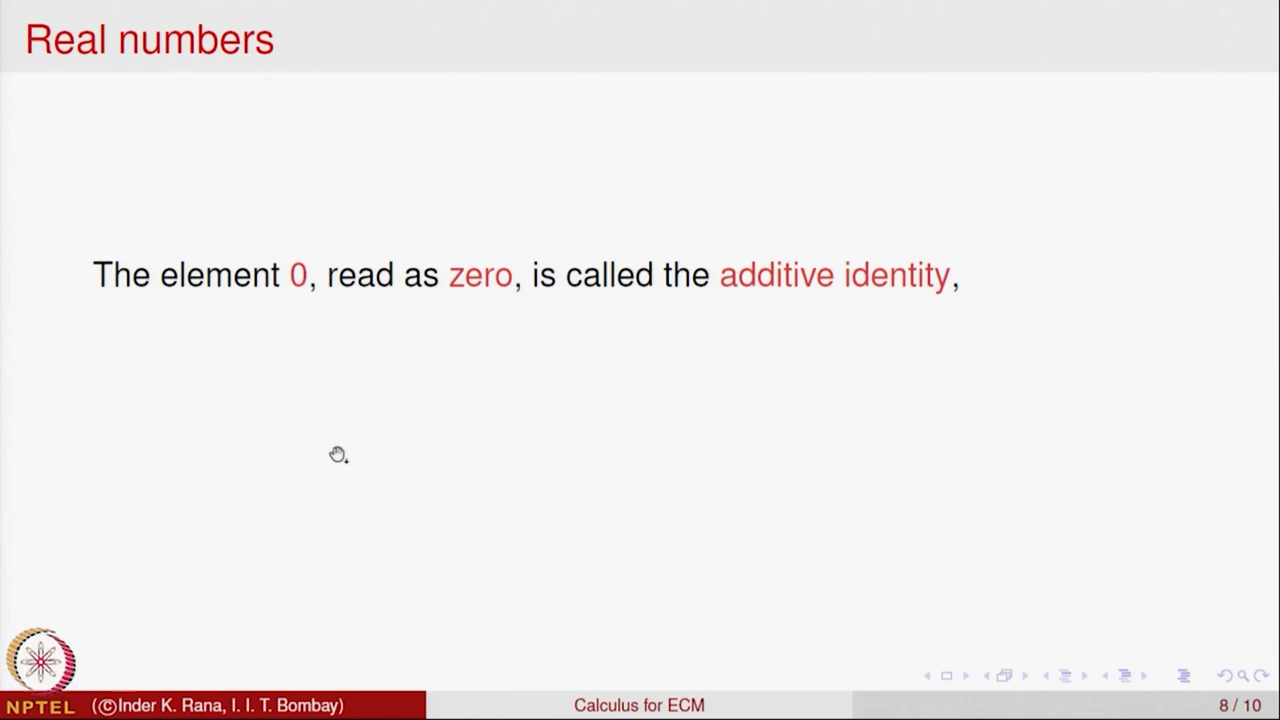 Real numbers
The element 0, read as zero, is called the additive identity,
NPTEL
(©Inder K. Rana, I. I. T. Bombay)
Calculus for ECM
8 / 10